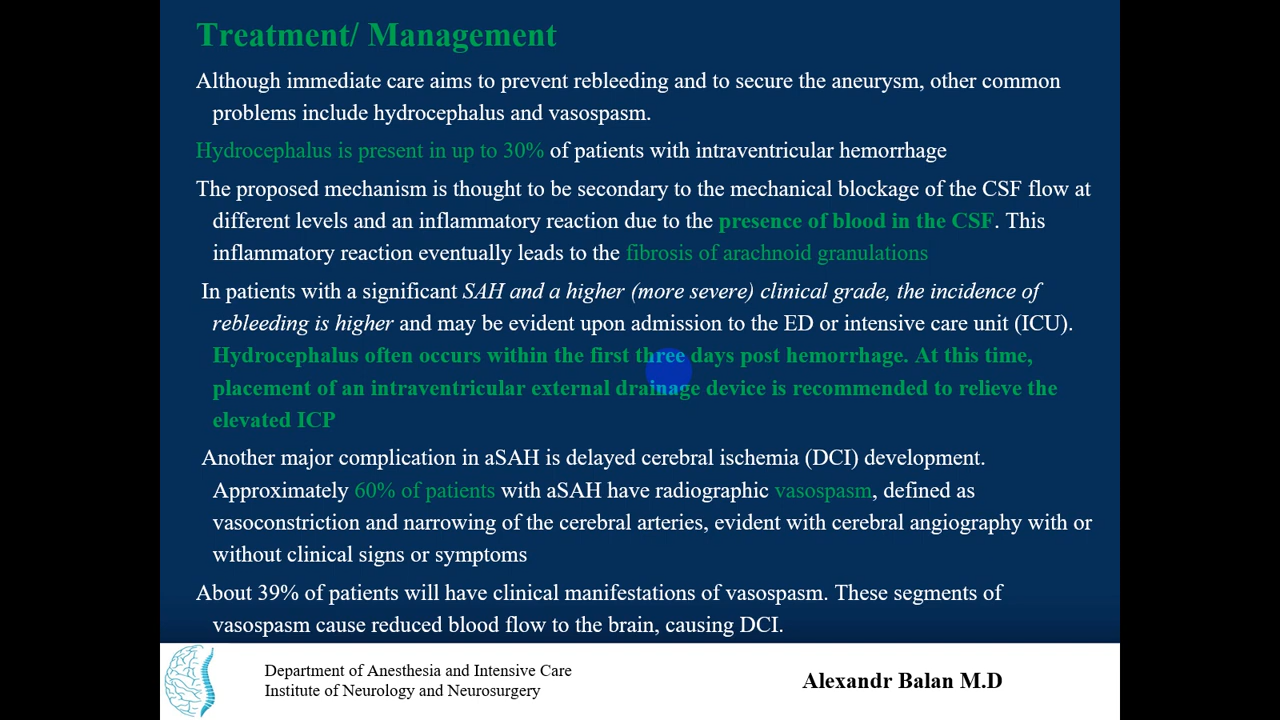 Treatment/ Management
Although immediate care aims to prevent rebleeding and to secure the aneurysm, other common
problems include hydrocephalus and vasospasm.
Hydrocephalus is present in up to 30% of patients with intraventricular hemorrhage
The proposed mechanism is thought to be secondary to the mechanical blockage of the CSF flow at
different levels and an inflammatory reaction due to the presence of blood in the CSF. This
inflammatory reaction eventually leads to the fibrosis of arachnoid granulations
In patients with a significant SAH and a higher (more severe) clinical grade, the incidence of
rebleeding is higher and may be evident upon admission to the ED or intensive care unit (ICU).
Hydrocephalus often occurs within the first three days post hemorrhage. At this time,
placement of an intraventricular external drainage device is recommended to relieve the
elevated ICP
Another major complication in aSAH is delayed cerebral ischemia (DCI) development.
Approximately 60% of patients with aSAH have radiographic vasospasm, defined as
vasoconstriction and narrowing of the cerebral arteries, evident with cerebral angiography with or
without clinical signs or symptoms
About 39% of patients will have clinical manifestations of vasospasm. These segments of
vasospasm cause reduced blood flow to the brain, causing DCI.
Department of Anesthesia and Intensive Care
Institute of Neurology and Neurosurgery
Alexandr Balan M.D